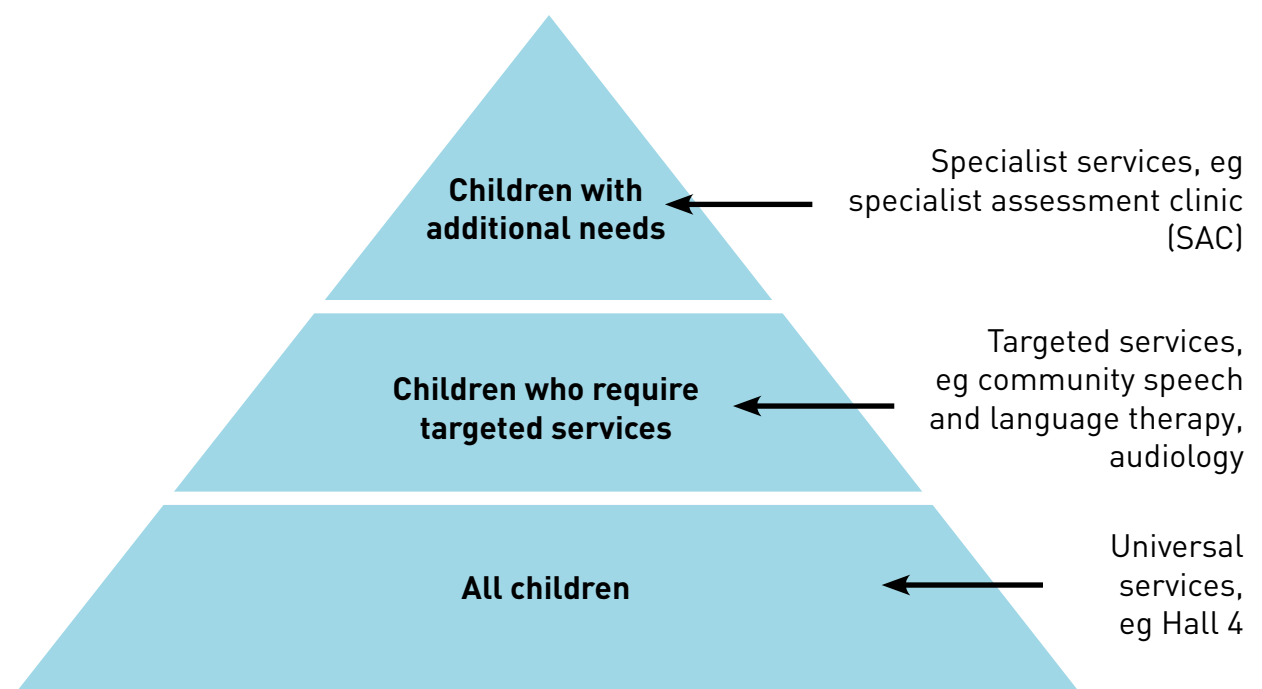 Children with
additional needs
Specialist services, eg
specialist assessment clinic
(SAC)
Children who require
targeted services
Targeted services,
eg community speech
and language therapy,
audiology
All children
Universal
services,
eg Hall 4